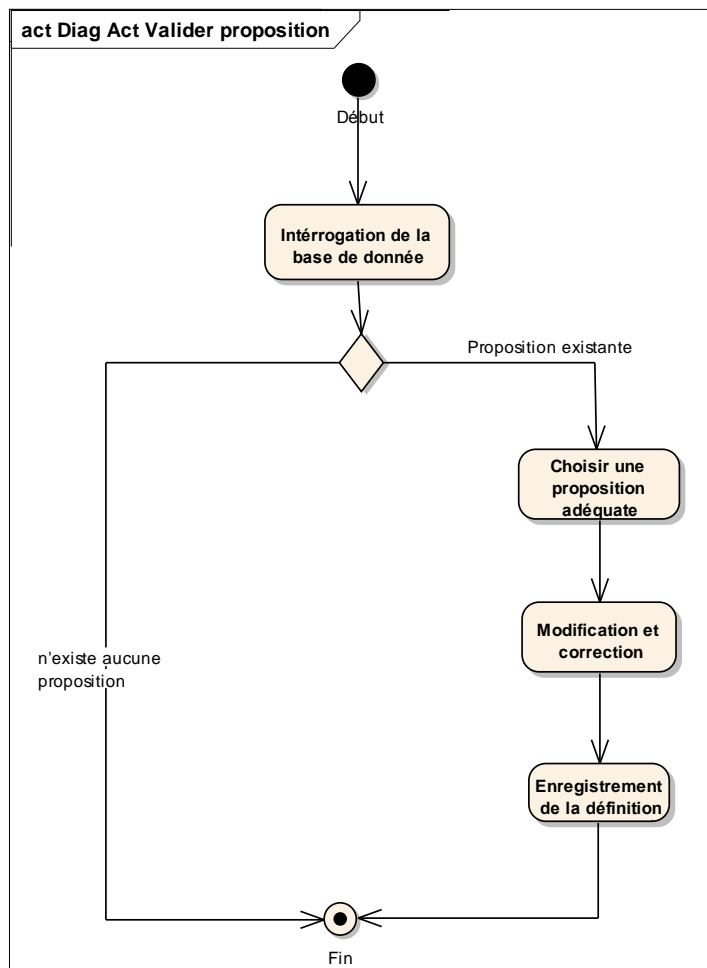 act Diag Act Valider proposition
Début
Intérrogation de la
base de donnée
Proposition existante
Choisir une
proposition
adéquate
Modification et
correction
n'existe aucune
proposition
Enregistrement
de la définition
Fin